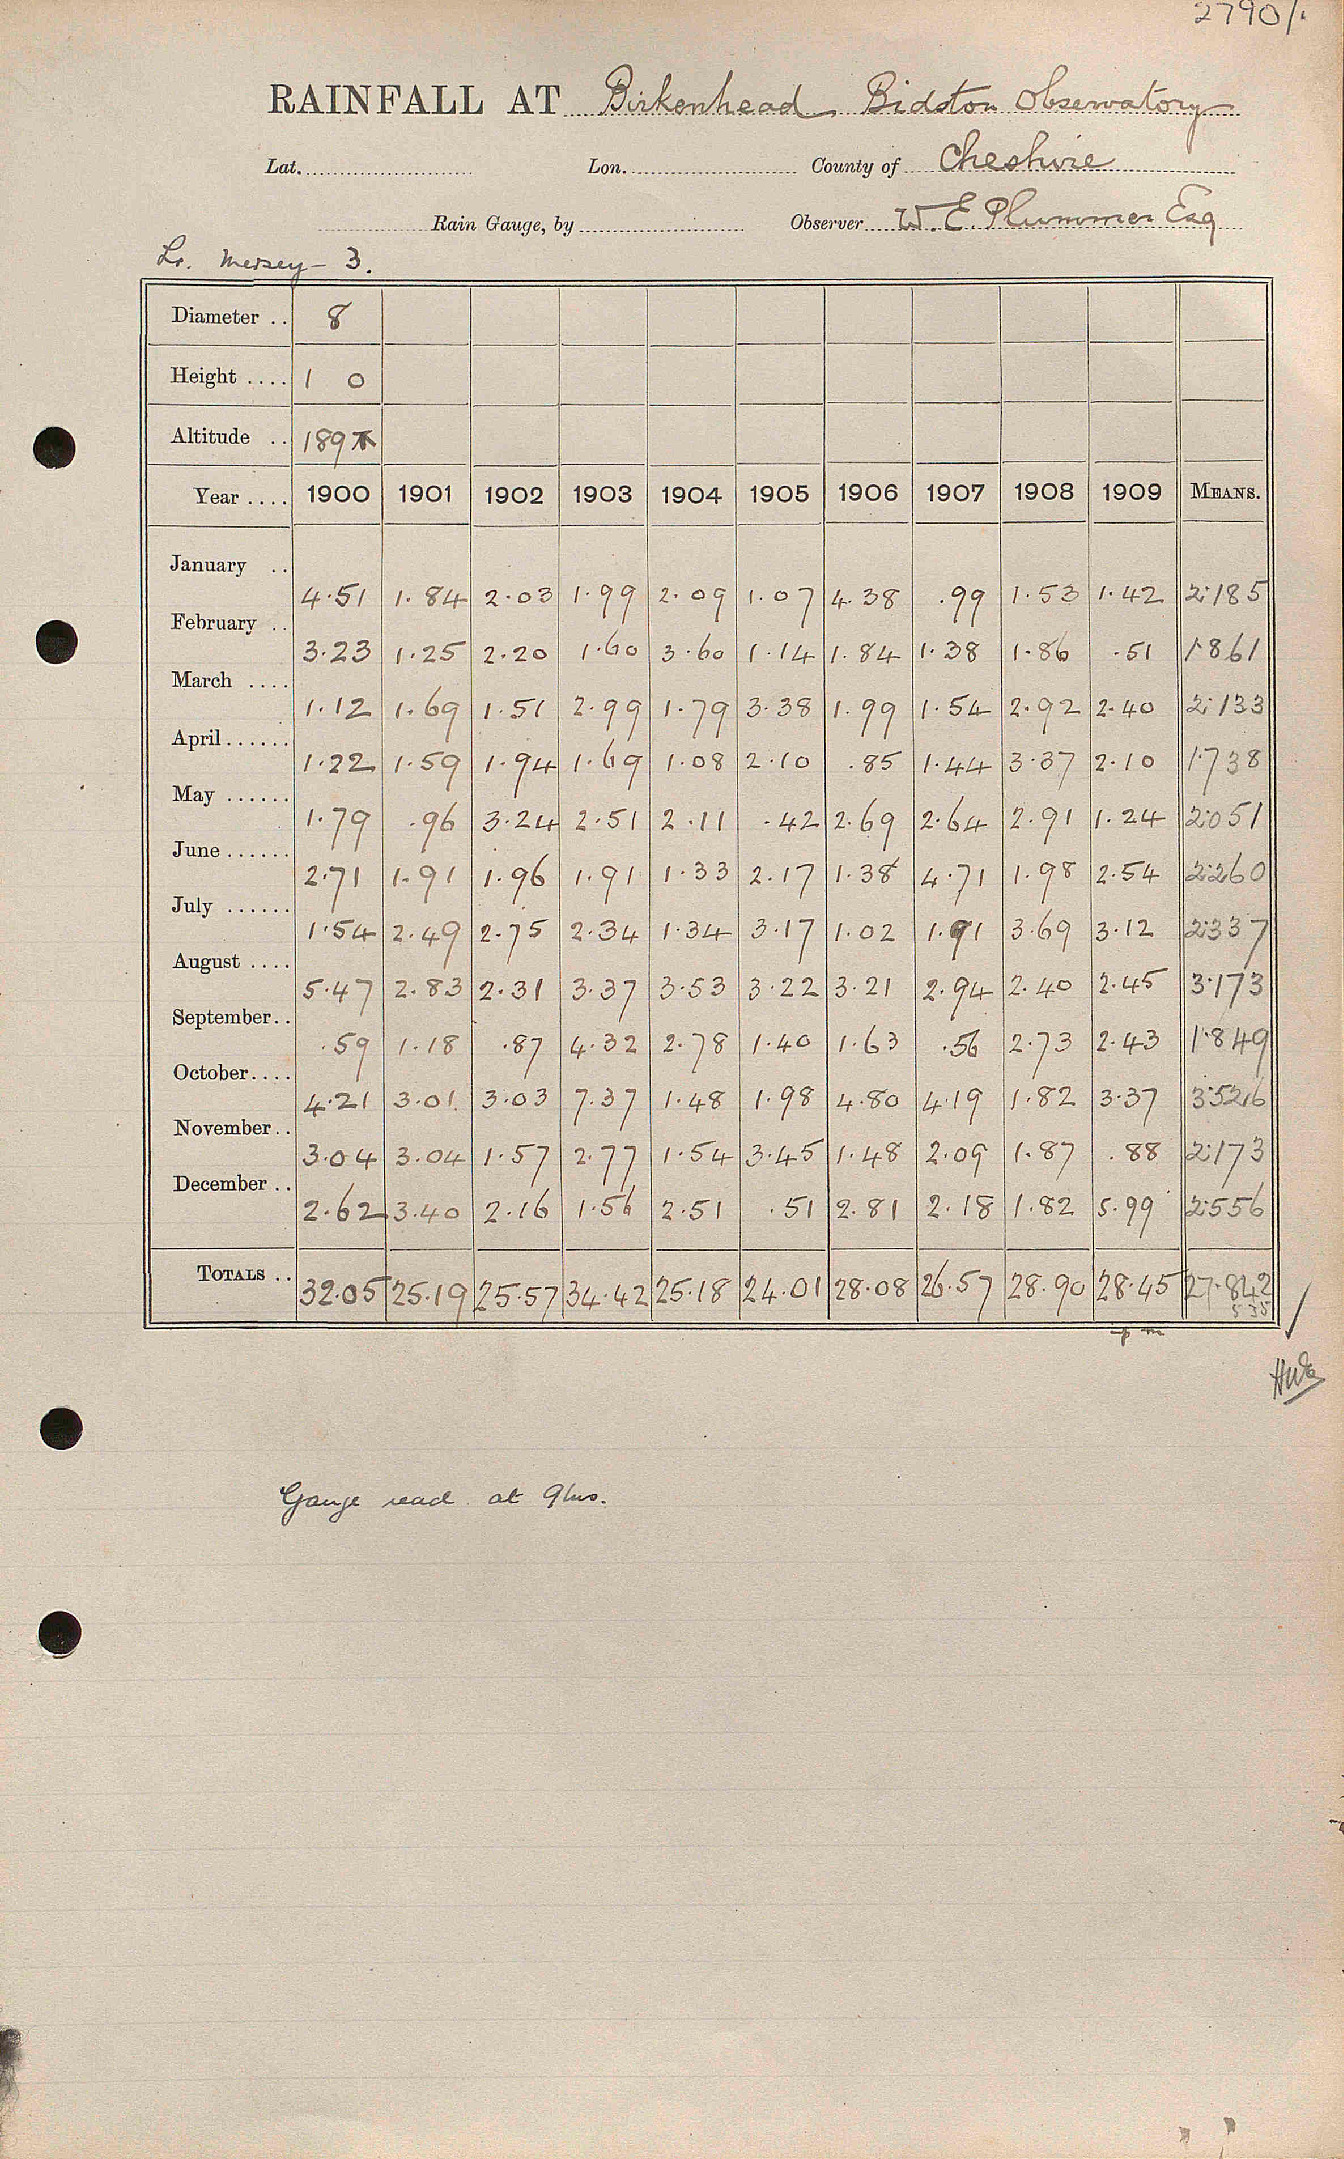 2790/.
RAINFALL AT Birkenhead Bidston Observatory
Lat. Lon. County of Cheshire
Rain Gauge, by Observer W. E. Plummer Esq
Lr. Mersey - 3.
Diameter .. 8
Height .... 1 0
Altitude .. 189
Year .... 1900 1901 1902 1903 1904 1905 1906 1907 1908 1909 MEANS.
January .. 4.51 1.84 2.03 1.99 2.09 1.07 4.38 .99 1.53 1.42 2.185
February .. 3.23 1.25 2.20 1.60 3.60 1.14 1.84 1.38 1.86 .51 1.861
March .... 1.12 1.69 1.51 2.99 1.79 3.38 1.99 1.54 2.92 2.40 2.133
April...... 1.22 1.59 1.94 1.69 1.08 2.10 .85 1.44 3.37 2.10 1.738
May ...... 1.79 .96 3.24 2.51 2.11 .42 2.69 2.64 2.91 1.24 2.051
June...... 2.71 1.91 1.96 1.91 1.33 2.17 1.38 4.71 1.98 2.54 2.260
July ...... 1.54 2.49 2.75 2.34 1.34 3.17 1.02 1.91 3.69 3.12 2.337
August .... 5.47 2.83 2.31 3.37 3.53 3.22 3.21 2.94 2.40 2.45 3.173
September.. .59 1.18 .87 4.32 2.78 1.40 1.63 .56 2.73 2.43 1.849
October.... 4.21 3.01 3.03 7.37 1.48 1.98 4.80 4.19 1.82 3.37 3.526
November.. 3.04 3.04 1.57 2.77 1.54 3.45 1.48 2.09 1.87 .88 2.173
December .. 2.62 3.40 2.16 1.56 2.51 .51 2.81 2.18 1.82 5.99 2.556
TOTALS .. 32.05 25.19 25.57 34.42 25.18 24.01 28.08 26.57 28.90 28.45 27.842
535
p m
Gauge read at 9hrs.